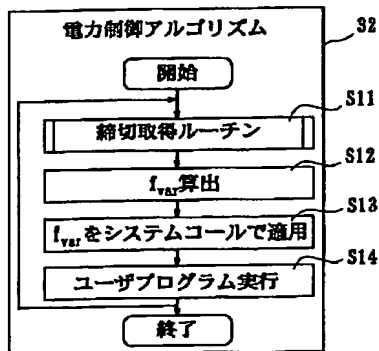 電力制御アルゴリズム
32
開始
S11
締切取得ルーチン
S12
fvar算出
S13
fvarをシステムコールで適用
S14
ユーザプログラム実行
終了